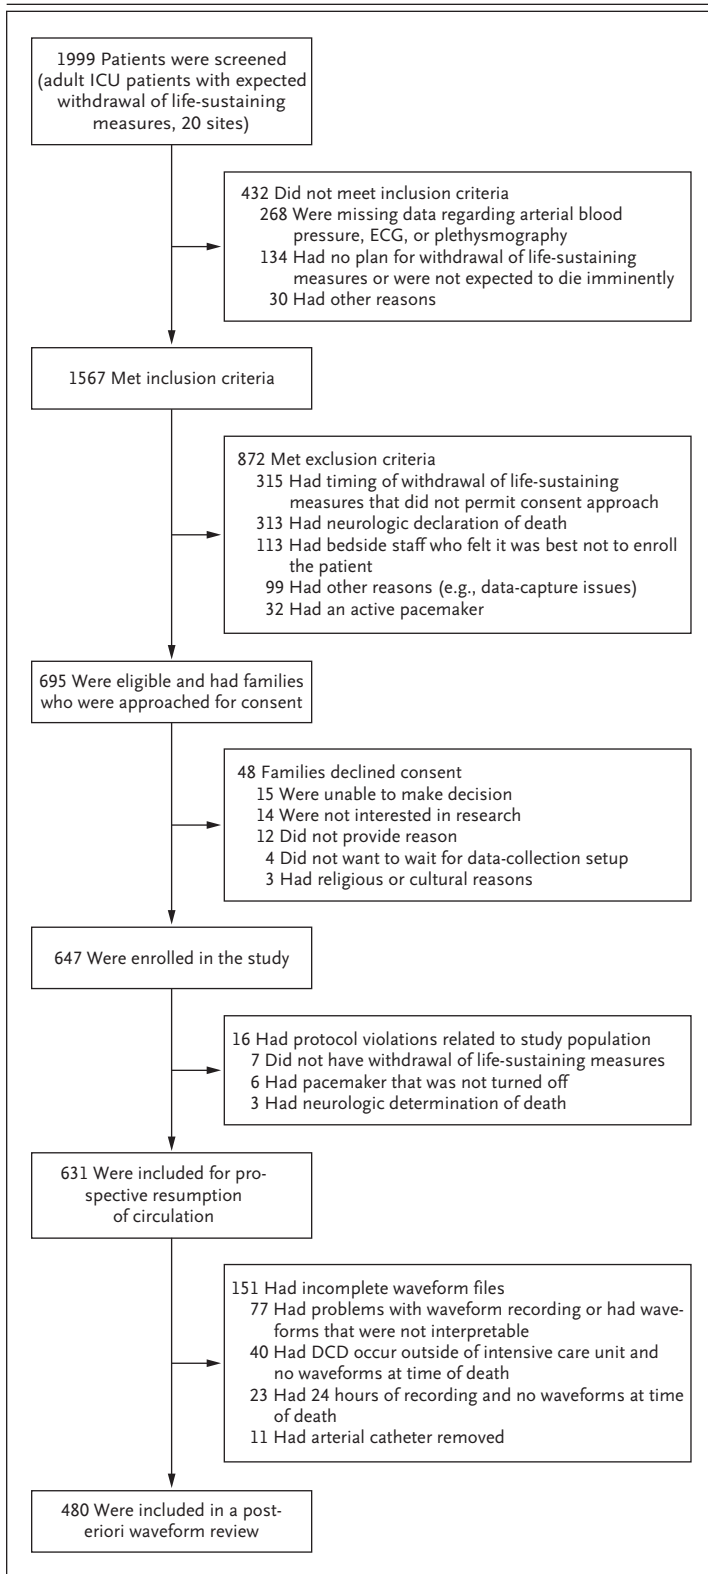 1999 Patients were screened
(adult ICU patients with expected
withdrawal of life-sustaining
measures, 20 sites)
432 Did not meet inclusion criteria
268 Were missing data regarding arterial blood
pressure, ECG, or plethysmography
134 Had no plan for withdrawal of life-sustaining
measures or were not expected to die imminently
30 Had other reasons
1567 Met inclusion criteria
872 Met exclusion criteria
315 Had timing of withdrawal of life-sustaining
measures that did not permit consent approach
313 Had neurologic declaration of death
113 Had bedside staff who felt it was best not to enroll
the patient
99 Had other reasons (e.g., data-capture issues)
32 Had an active pacemaker
695 Were eligible and had families
who were approached for consent
48 Families declined consent
15 Were unable to make decision
14 Were not interested in research
12 Did not provide reason
4 Did not want to wait for data-collection setup
3 Had religious or cultural reasons
647 Were enrolled in the study
16 Had protocol violations related to study population
7 Did not have withdrawal of life-sustaining measures
6 Had pacemaker that was not turned off
3 Had neurologic determination of death
631 Were included for pro-
spective resumption
of circulation
151 Had incomplete waveform files
77 Had problems with waveform recording or had wave-
forms that were not interpretable
40 Had DCD occur outside of intensive care unit and
no waveforms at time of death
23 Had 24 hours of recording and no waveforms at time
of death
11 Had arterial catheter removed
480 Were included in a post-
eriori waveform review